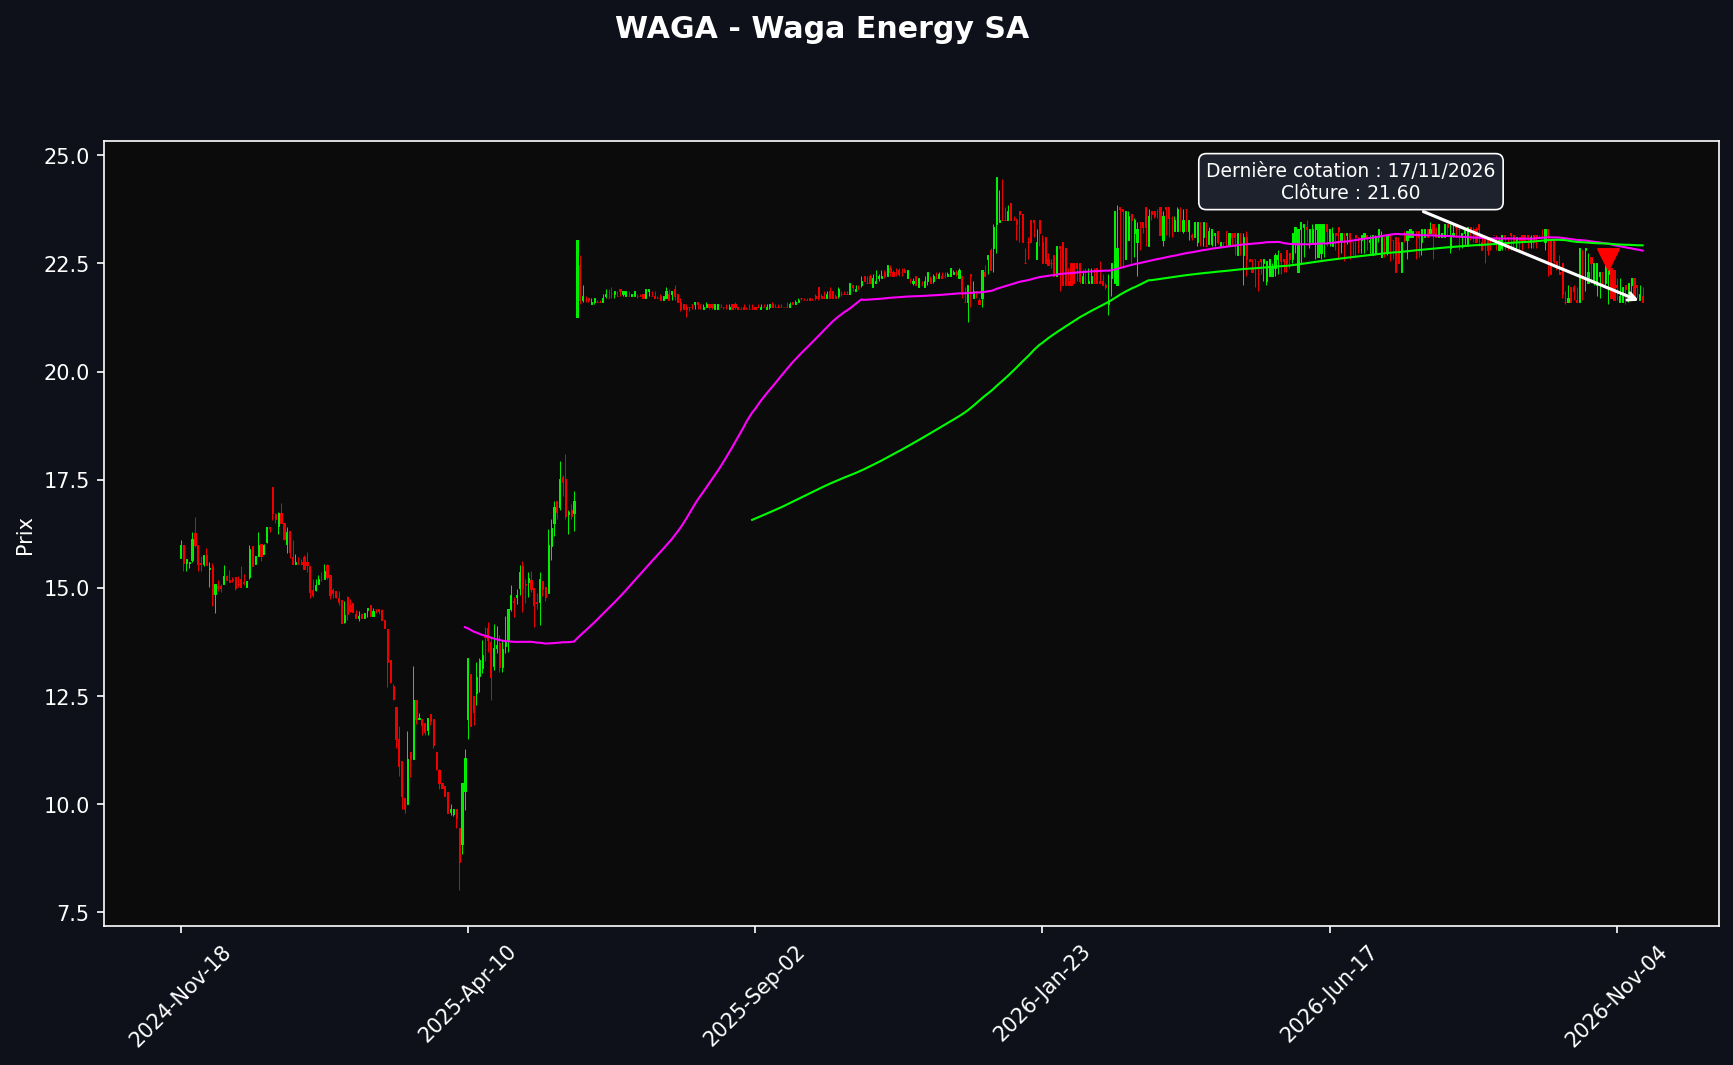 WAGA - Waga Energy SA
25.0
22.5
20.0
17.5
15.0
12.5
10.0
7.5
Prix
Dernière cotation : 17/11/2026
Clôture : 21.60
2024-Nov-18
2025-Apr-10
2025-Sep-02
2026-Jan-23
2026-Jun-17
2026-Nov-04